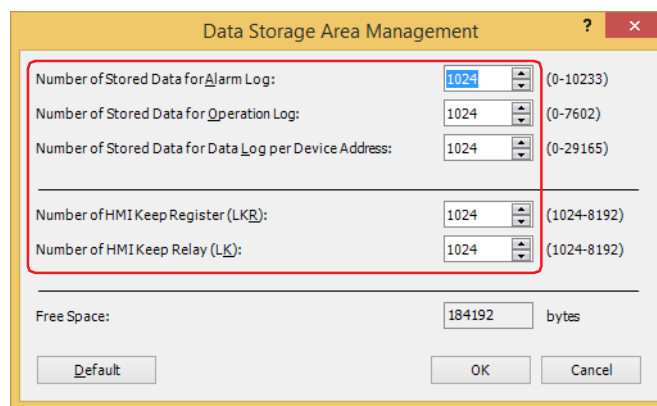 Data Storage Area Management ? ×
Number of Stored Data for Alarm Log: 1024 (0-10233)
Number of Stored Data for Operation Log: 1024 (0-7602)
Number of Stored Data for Data Log per Device Address: 1024 (0-29165)
Number of HMI Keep Register (LKR): 1024 (1024-8192)
Number of HMI Keep Relay (LK): 1024 (1024-8192)
Free Space: 184192 bytes
Default OK Cancel